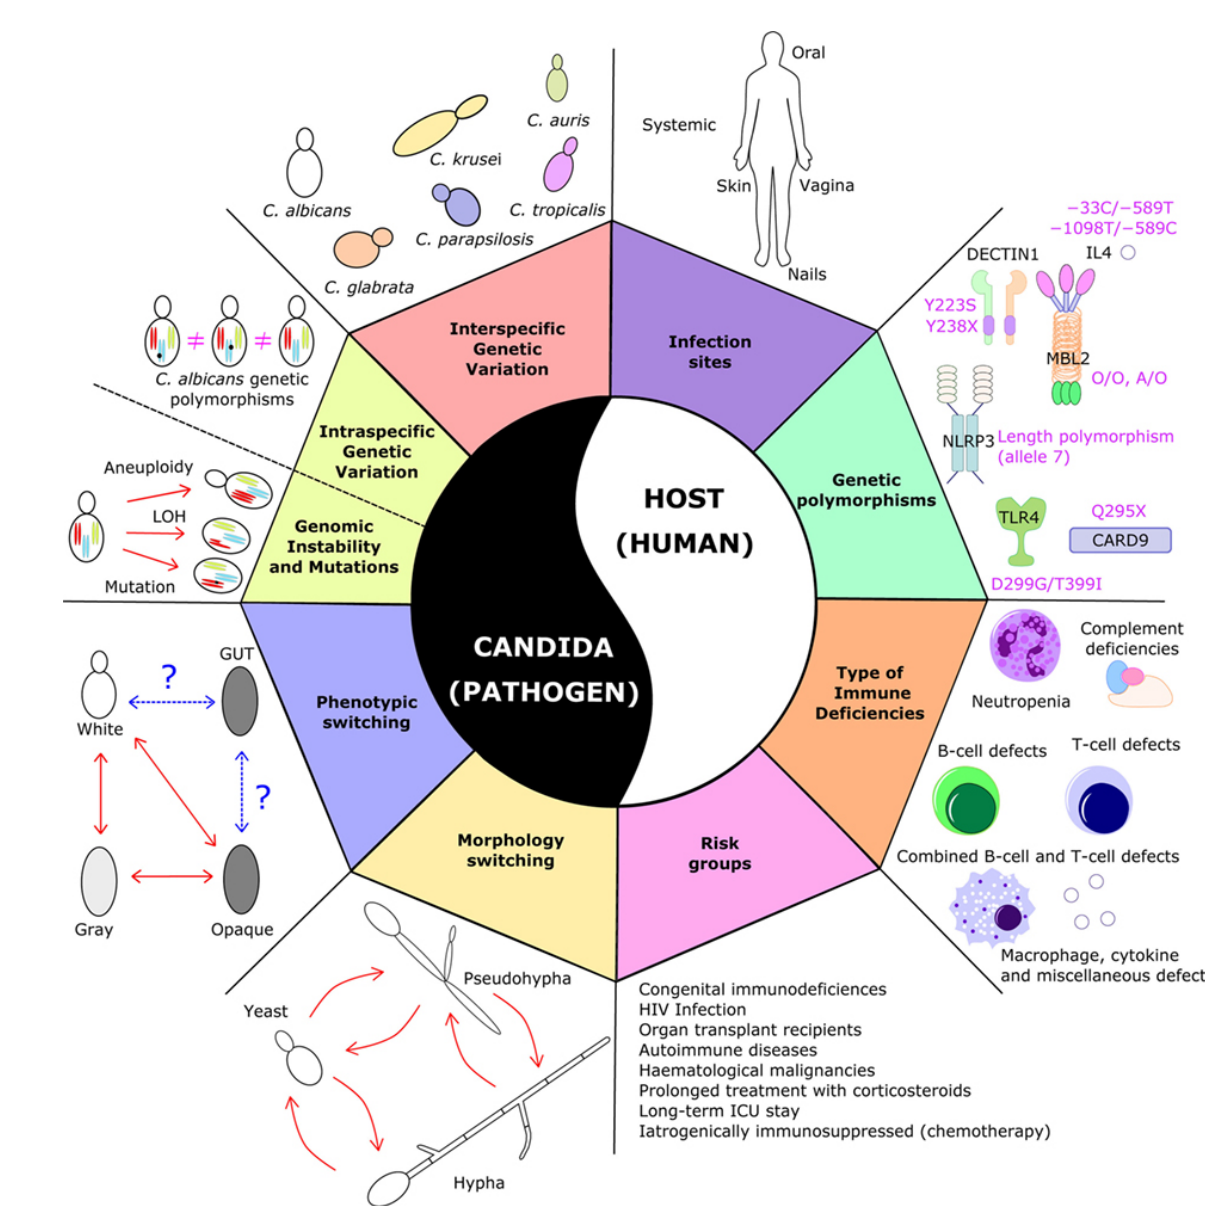 Oral
Systemic
Skin
Vagina
Nails
C. auris
C. krusei
C. albicans
C. tropicalis
C. parapsilosis
C. glabrata
Interspecific
Genetic
Variation
Infection
sites
−33C/−589T
−1098T/−589C
DECTIN1
IL4
Y223S
Y238X
MBL2
O/O, A/O
NLRP3
Length polymorphism
(allele 7)
TLR4
Q295X
CARD9
D299G/T399I
Genetic
polymorphisms
≠ ≠
C. albicans genetic
polymorphisms
Intraspecific
Genetic
Variation
Aneuploidy
LOH
Mutation
Genomic
Instability
and Mutations
HOST
(HUMAN)
CANDIDA
(PATHOGEN)
Type of
Immune
Deficiencies
Neutropenia
Complement
deficiencies
B-cell defects
T-cell defects
Combined B-cell and T-cell defects
Macrophage, cytokine
and miscellaneous defect
Phenotypic
switching
GUT
?
White
?
Gray
Opaque
Morphology
switching
Pseudohypha
Yeast
Hypha
Risk
groups
Congenital immunodeficiences
HIV Infection
Organ transplant recipients
Autoimmune diseases
Haematological malignancies
Prolonged treatment with corticosteroids
Long-term ICU stay
Iatrogenically immunosuppressed (chemotherapy)